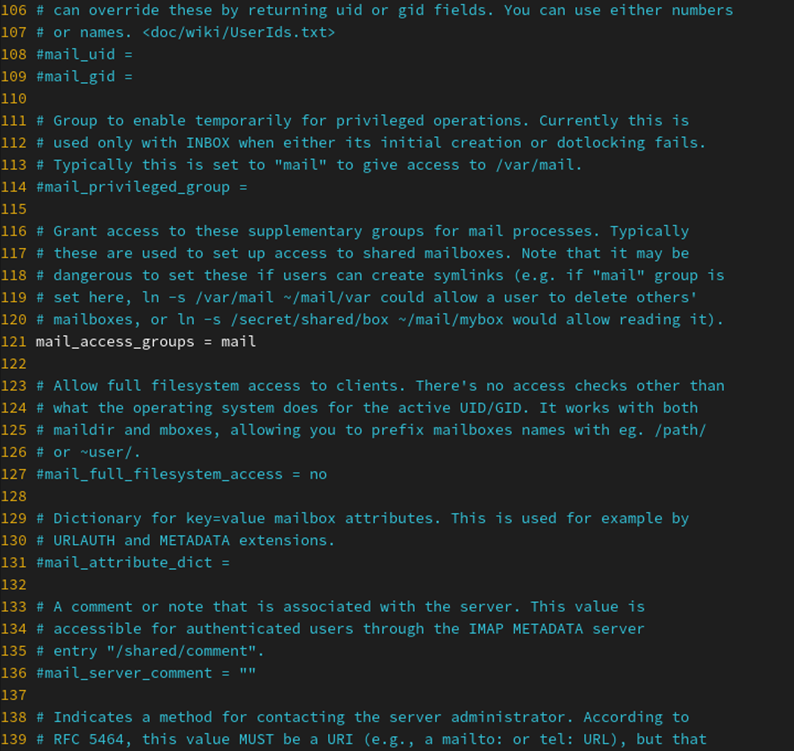 106 # can override these by returning uid or gid fields. You can use either numbers
107 # or names. <doc/wiki/UserIds.txt>
108 #mail_uid =
109 #mail_gid =
110
111 # Group to enable temporarily for privileged operations. Currently this is
112 # used only with INBOX when either its initial creation or dotlocking fails.
113 # Typically this is set to "mail" to give access to /var/mail.
114 #mail_privileged_group =
115
116 # Grant access to these supplementary groups for mail processes. Typically
117 # these are used to set up access to shared mailboxes. Note that it may be
118 # dangerous to set these if users can create symlinks (e.g. if "mail" group is
119 # set here, ln -s /var/mail ~/mail/var could allow a user to delete others'
120 # mailboxes, or ln -s /secret/shared/box ~/mail/mybox would allow reading it).
121 mail_access_groups = mail
122
123 # Allow full filesystem access to clients. There's no access checks other than
124 # what the operating system does for the active UID/GID. It works with both
125 # maildir and mboxes, allowing you to prefix mailboxes names with eg. /path/
126 # or ~user/.
127 #mail_full_filesystem_access = no
128
129 # Dictionary for key=value mailbox attributes. This is used for example by
130 # URLAUTH and METADATA extensions.
131 #mail_attribute_dict =
132
133 # A comment or note that is associated with the server. This value is
134 # accessible for authenticated users through the IMAP METADATA server
135 # entry "/shared/comment".
136 #mail_server_comment = ""
137
138 # Indicates a method for contacting the server administrator. According to
139 # RFC 5464, this value MUST be a URI (e.g., a mailto: or tel: URL), but that